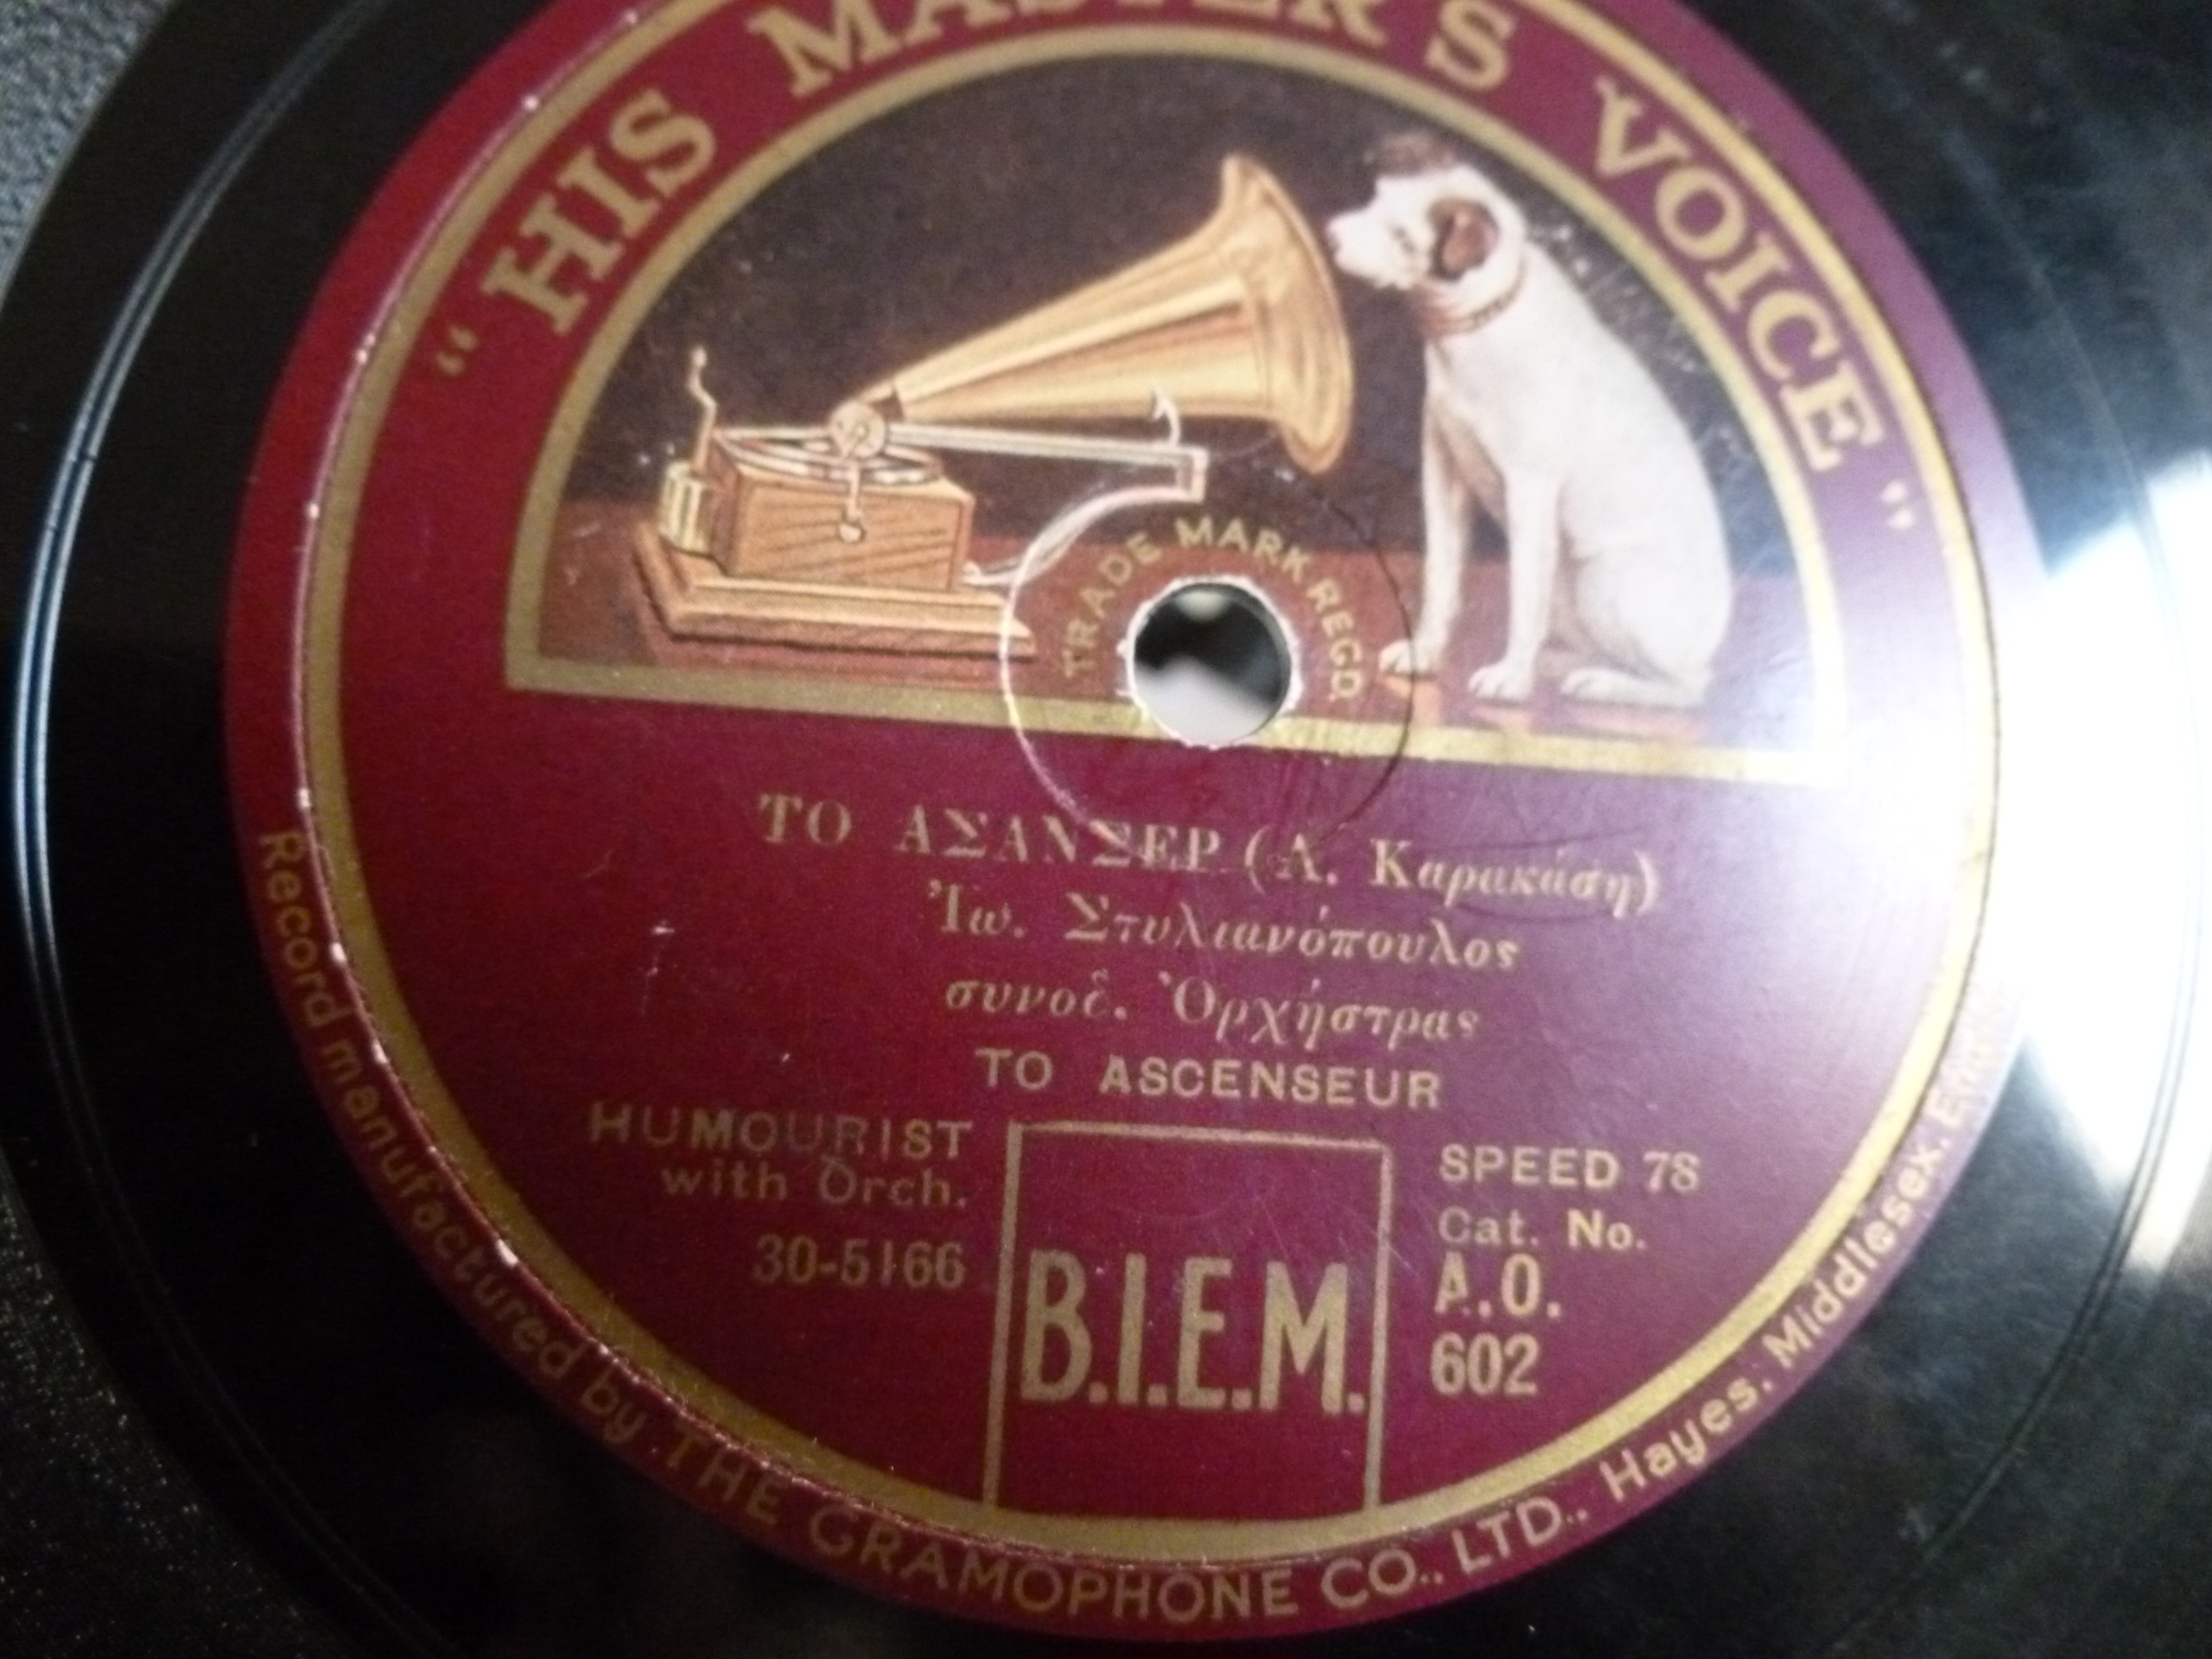 “HIS MASTER'S VOICE”
TRADE MARK REGD.
ΤΟ ΑΣΑΝΣΕΡ (Λ. Καρακάση)
Ἰω. Στυλιανόπουλος
συνοδ. Ὀρχήστρας
TO ASCENSEUR
HUMOURIST
with Orch.
30-5166
B.I.E.M.
SPEED 78
Cat. No.
A.O.
602
Record manufactured by THE GRAMOPHONE CO., LTD., Hayes, Middlesex,